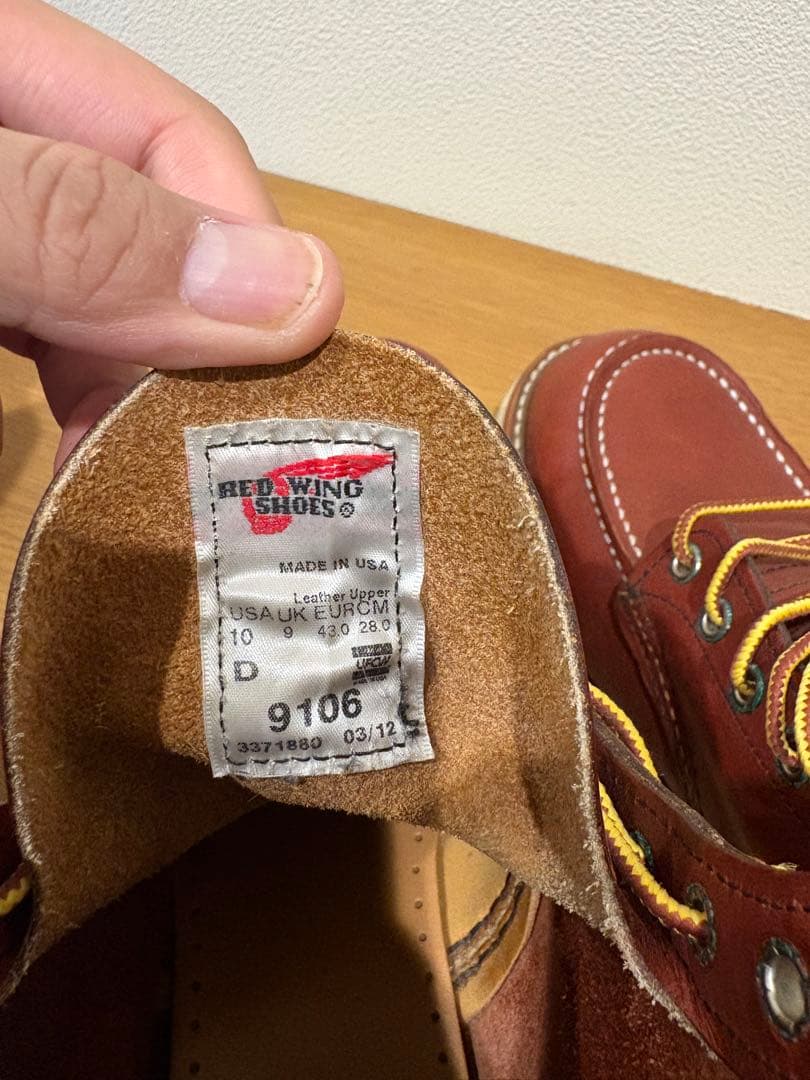 RED WING
SHOES®
MADE IN USA
Leather Upper
USA UK EUR CM
10 9 43.0 28.0
D
UFCW
9106
3371880 03/12